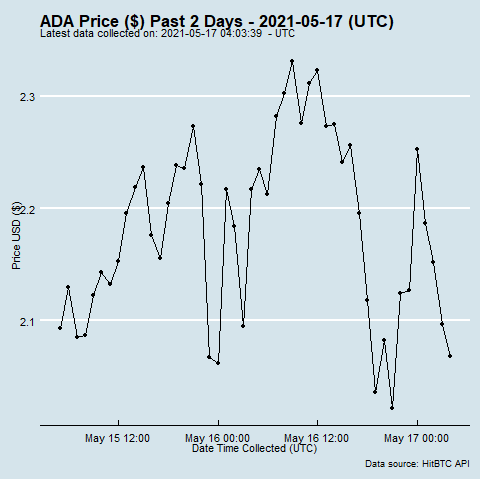 ADA Price ($) Past 2 Days - 2021-05-17 (UTC)
Latest data collected on: 2021-05-17 04:03:39 - UTC
Price USD ($)
2.3
2.2
2.1
May 15 12:00
May 16 00:00
May 16 12:00
May 17 00:00
Date Time Collected (UTC)
Data source: HitBTC API